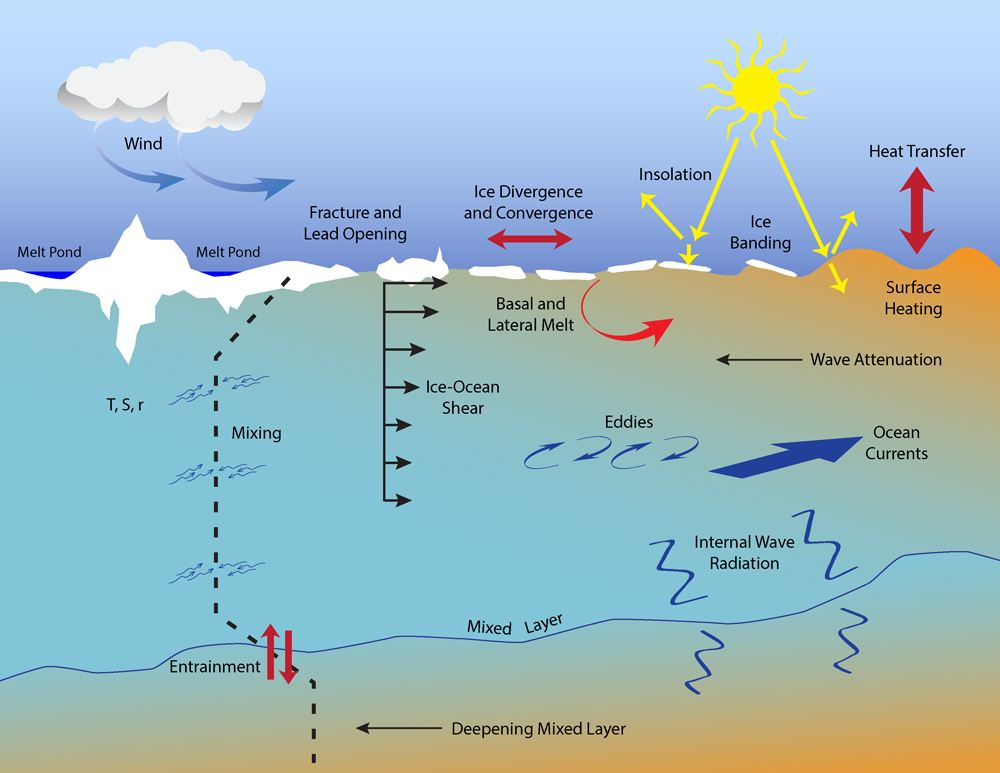 Wind
Heat Transfer
Insolation
Ice Divergence
and Convergence
Fracture and
Lead Opening
Ice
Banding
Melt Pond
Melt Pond
Surface
Heating
Basal and
Lateral Melt
Wave Attenuation
Ice-Ocean
Shear
T, S, r
Mixing
Eddies
Ocean
Currents
Internal Wave
Radiation
Mixed Layer
Entrainment
Deepening Mixed Layer